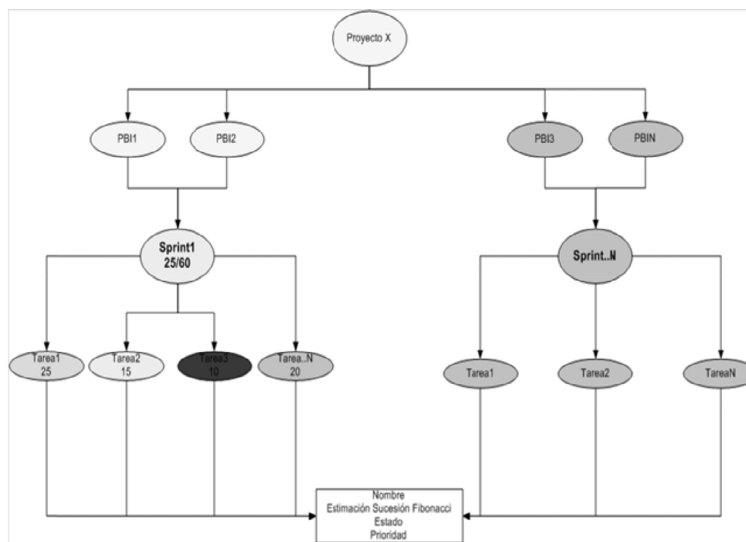 Proyecto X
PBI1
PBI2
PBI3
PBIN
Sprint1
25/60
Sprint..N
Tarea1
25
Tarea2
15
Tarea3
10
Tarea..N
20
Tarea1
Tarea2
TareaN
Nombre
Estimación Sucesión Fibonacci
Estado
Prioridad